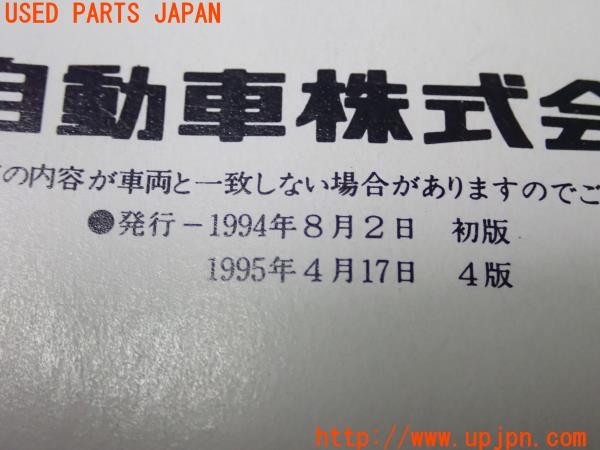 USED PARTS JAPAN
自動車株式会
の内容が車両と一致しない場合がありますのでご
●発行－1994年8月2日 初版
1995年4月17日 4版
http://www.upjpn.com